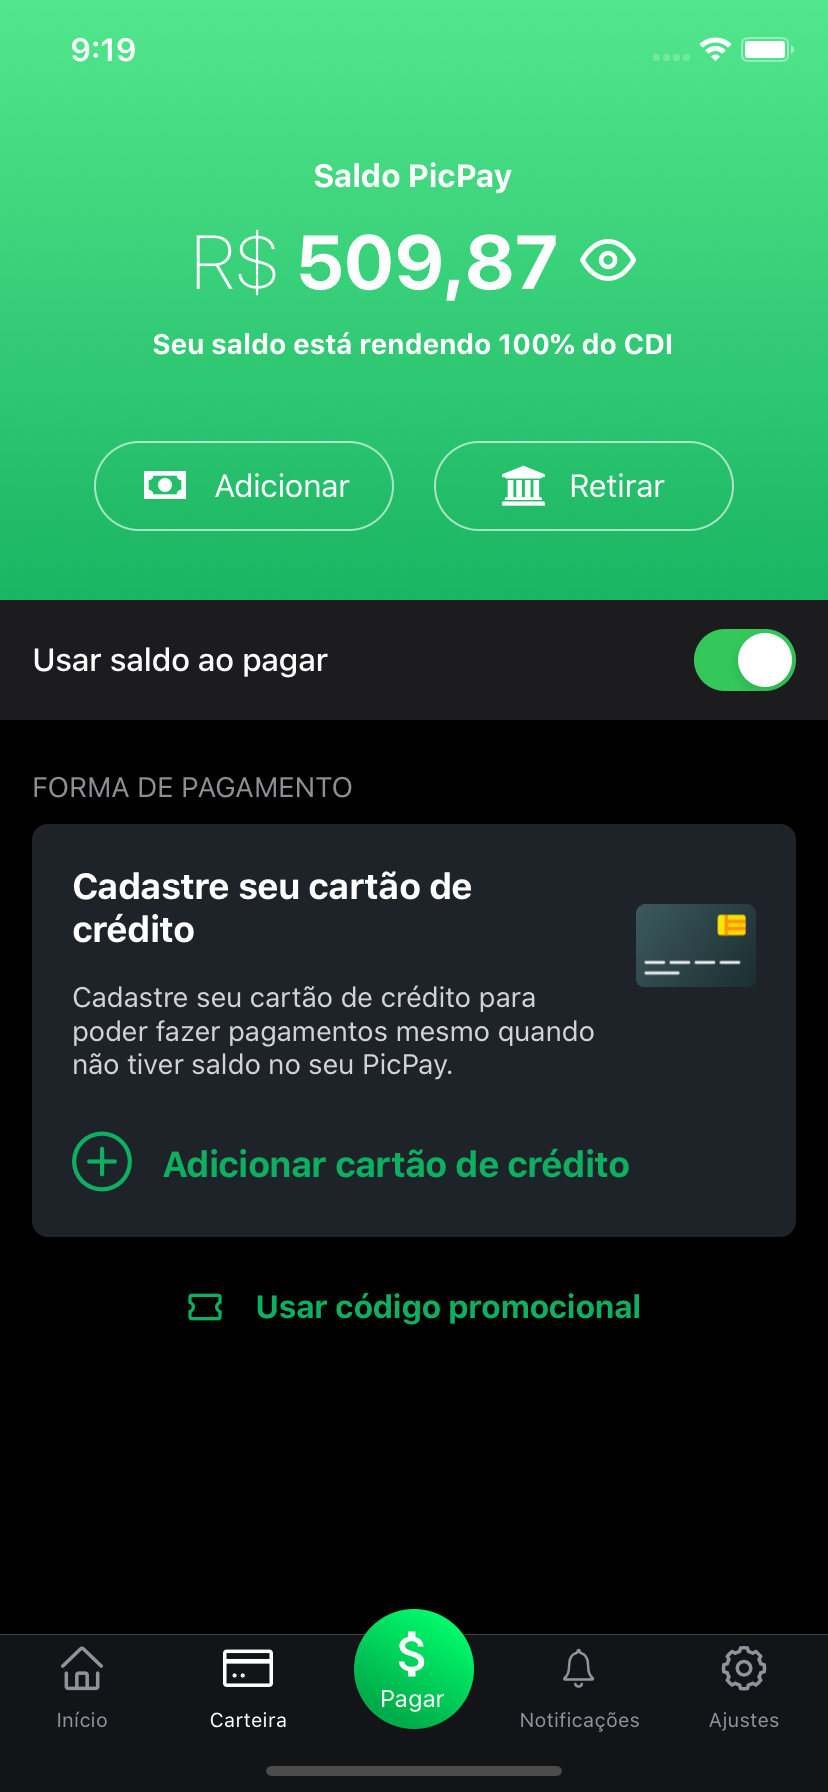 9:19
Saldo PicPay
R$ 509,87
Seu saldo está rendendo 100% do CDI
Adicionar
Retirar
Usar saldo ao pagar
FORMA DE PAGAMENTO
Cadastre seu cartão de
crédito
Cadastre seu cartão de crédito para
poder fazer pagamentos mesmo quando
não tiver saldo no seu PicPay.
Adicionar cartão de crédito
Usar código promocional
Início
Carteira
$
Pagar
Notificações
Ajustes